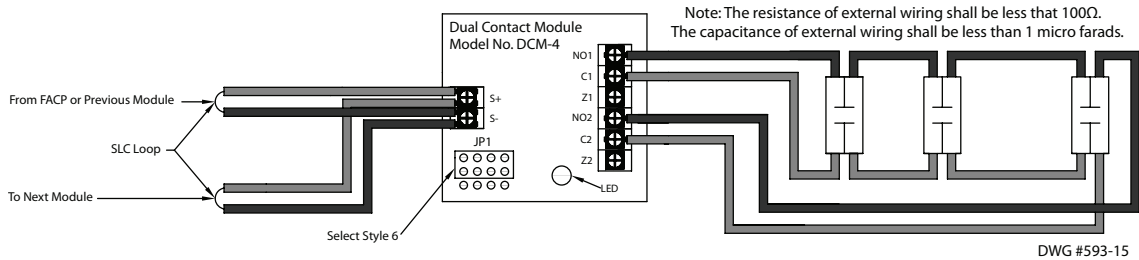 Note: The resistance of external wiring shall be less that 100Ω.
The capacitance of external wiring shall be less than 1 micro farads.
Dual Contact Module
Model No. DCM-4
NO1
C1
Z1
NO2
C2
Z2
S+
S-
JP1
LED
From FACP or Previous Module
SLC Loop
To Next Module
Select Style 6
DWG #593-15